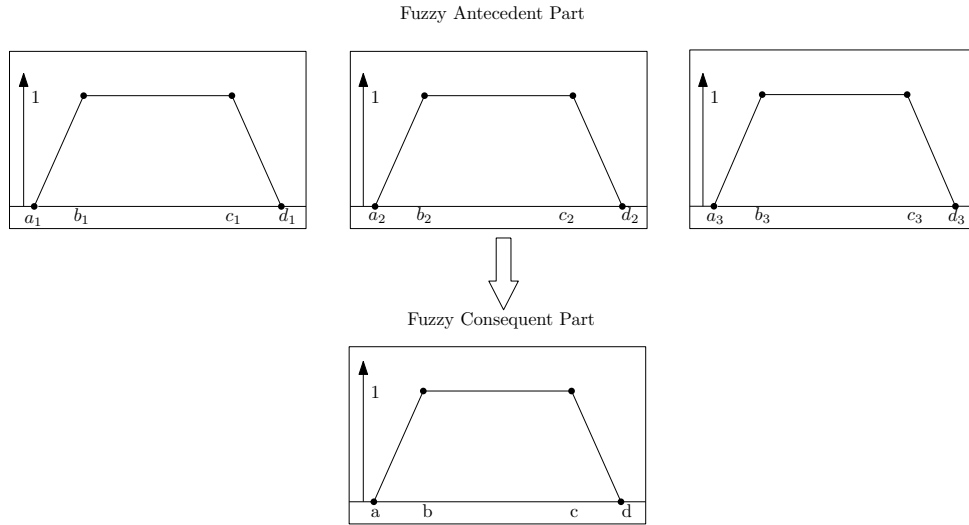 Fuzzy Antecedent Part
1 1 1
a₁ b₁ c₁ d₁ a₂ b₂ c₂ d₂ a₃ b₃ c₃ d₃
Fuzzy Consequent Part
1
a b c d